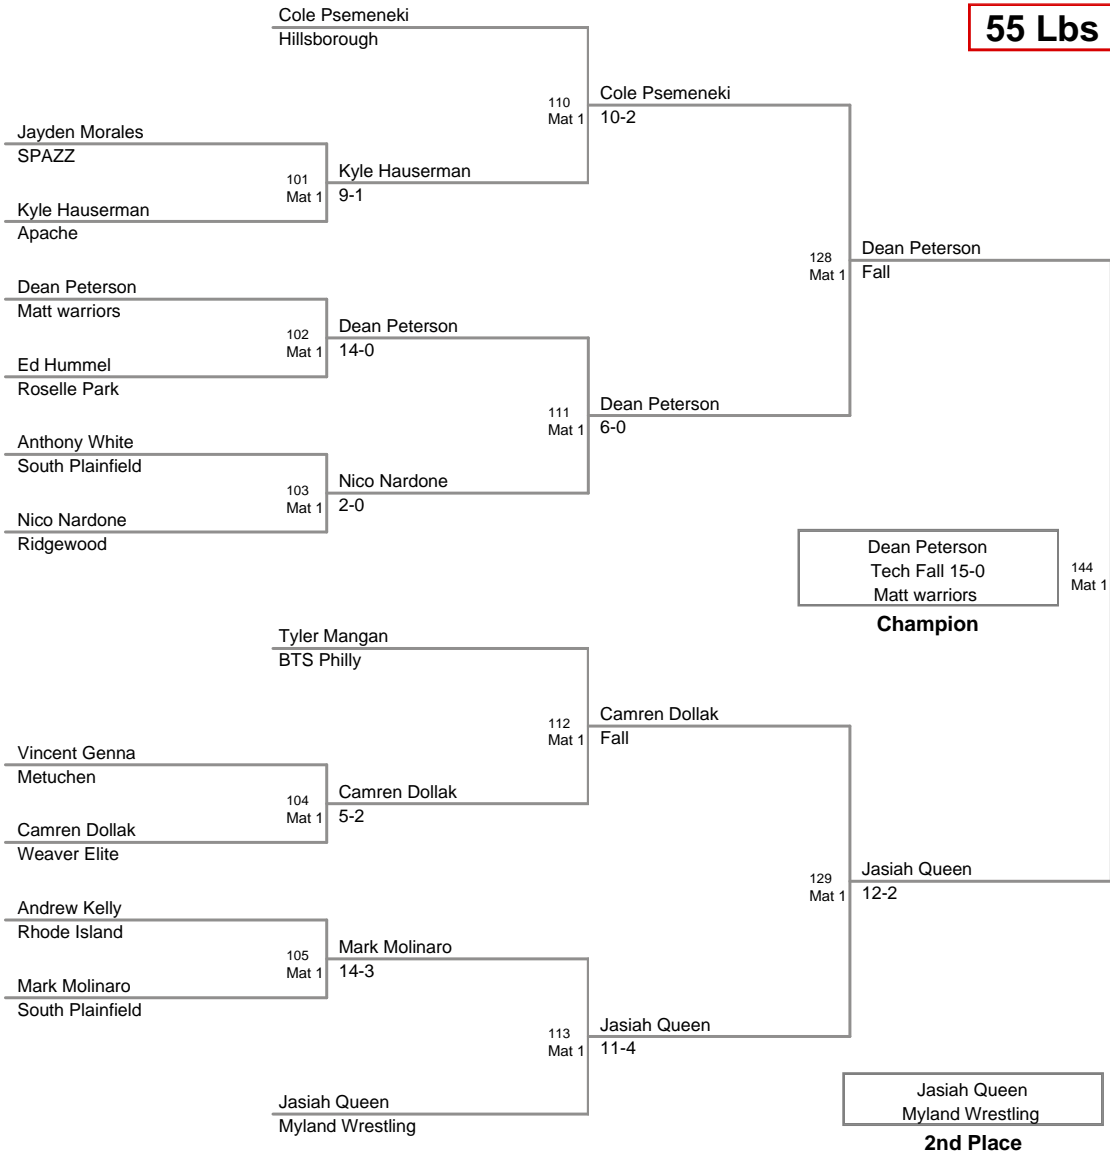 55 Lbs
Cole Psemeneki
Hillsborough
110
Mat 1
Cole Psemeneki
10-2
Jayden Morales
SPAZZ
101
Mat 1
Kyle Hauserman
9-1
Kyle Hauserman
Apache
128
Mat 1
Dean Peterson
Fall
Dean Peterson
Matt warriors
102
Mat 1
Dean Peterson
14-0
Ed Hummel
Roselle Park
111
Mat 1
Dean Peterson
6-0
Anthony White
South Plainfield
103
Mat 1
Nico Nardone
2-0
Nico Nardone
Ridgewood
Dean Peterson
Tech Fall 15-0
Matt warriors
144
Mat 1
Champion
Tyler Mangan
BTS Philly
112
Mat 1
Camren Dollak
Fall
Vincent Genna
Metuchen
104
Mat 1
Camren Dollak
5-2
Camren Dollak
Weaver Elite
129
Mat 1
Jasiah Queen
12-2
Andrew Kelly
Rhode Island
105
Mat 1
Mark Molinaro
14-3
Mark Molinaro
South Plainfield
113
Mat 1
Jasiah Queen
11-4
Jasiah Queen
Myland Wrestling
Jasiah Queen
Myland Wrestling
2nd Place